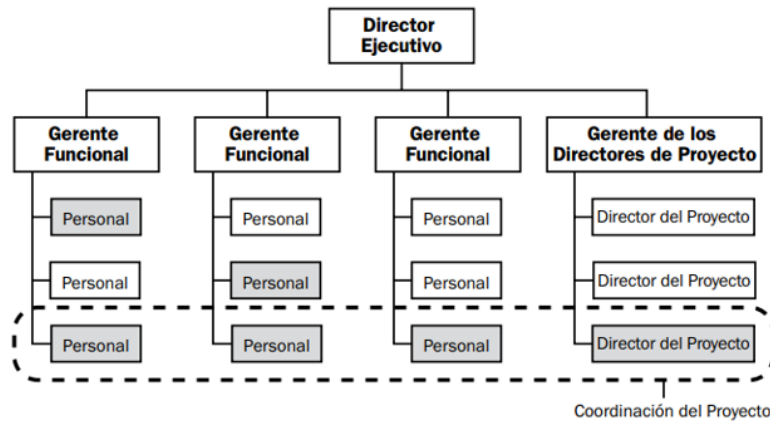 Director
Ejecutivo
Gerente
Funcional
Gerente
Funcional
Gerente
Funcional
Gerente de los
Directores de Proyecto
Personal
Personal
Personal
Director del Proyecto
Personal
Personal
Personal
Director del Proyecto
Personal
Personal
Personal
Director del Proyecto
Coordinación del Proyecto